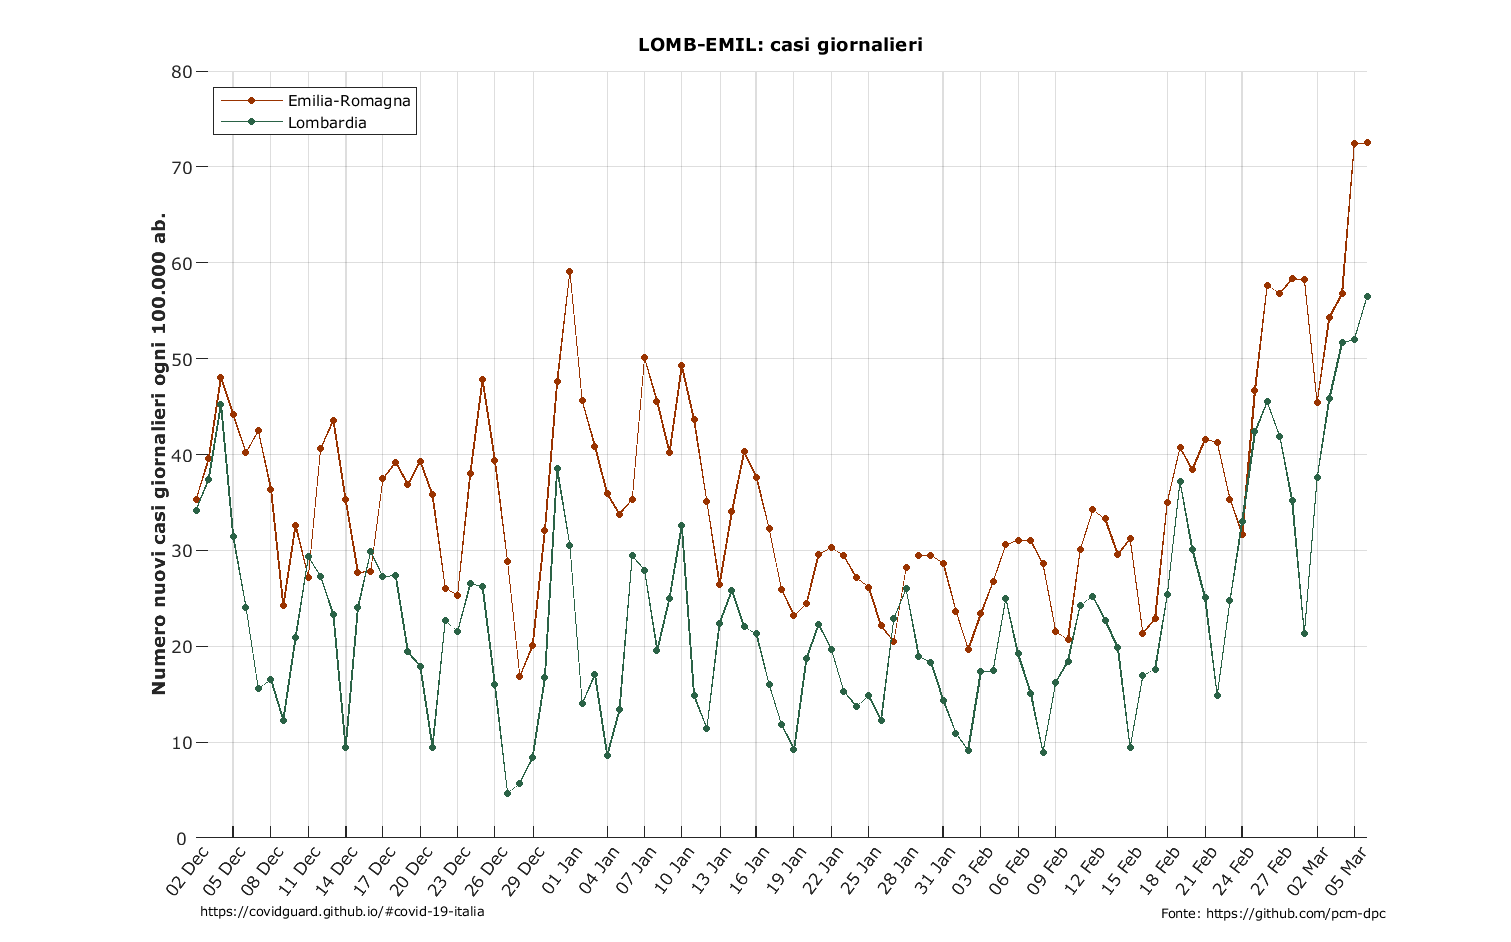 LOMB-EMIL: casi giornalieri
Numero nuovi casi giornalieri ogni 100.000 ab.
80
70
60
50
40
30
20
10
0
Emilia-Romagna
Lombardia
02 Dec
05 Dec
08 Dec
11 Dec
14 Dec
17 Dec
20 Dec
23 Dec
26 Dec
29 Dec
01 Jan
04 Jan
07 Jan
10 Jan
13 Jan
16 Jan
19 Jan
22 Jan
25 Jan
28 Jan
31 Jan
03 Feb
06 Feb
09 Feb
12 Feb
15 Feb
18 Feb
21 Feb
24 Feb
27 Feb
02 Mar
05 Mar
https://covidguard.github.io/#covid-19-italia
Fonte: https://github.com/pcm-dpc